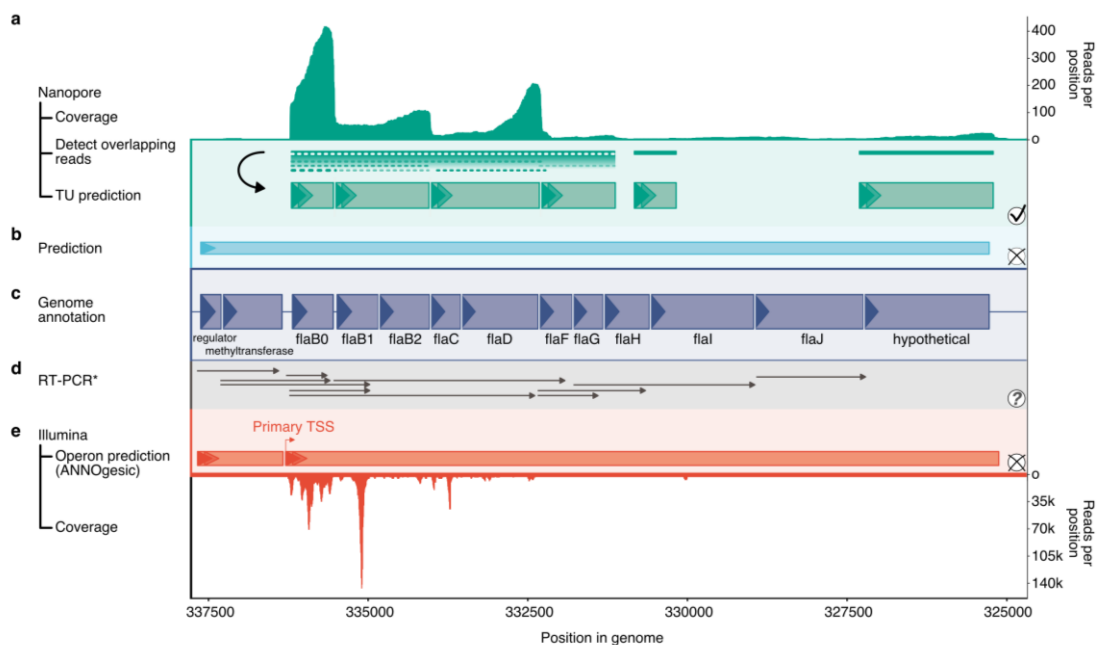 a
400
300
200
100
0
Reads per
position
Nanopore
Coverage
Detect overlapping
reads
TU prediction
b
Prediction
c
Genome
annotation
regulator
methyltransferase
flaB0
flaB1
flaB2
flaC
flaD
flaF
flaG
flaH
flaI
flaJ
hypothetical
d
RT-PCR*
?
e
Illumina
Operon prediction
(ANNOgesic)
Coverage
Primary TSS
0
35k
70k
105k
140k
Reads per
position
337500
335000
332500
330000
327500
325000
Position in genome